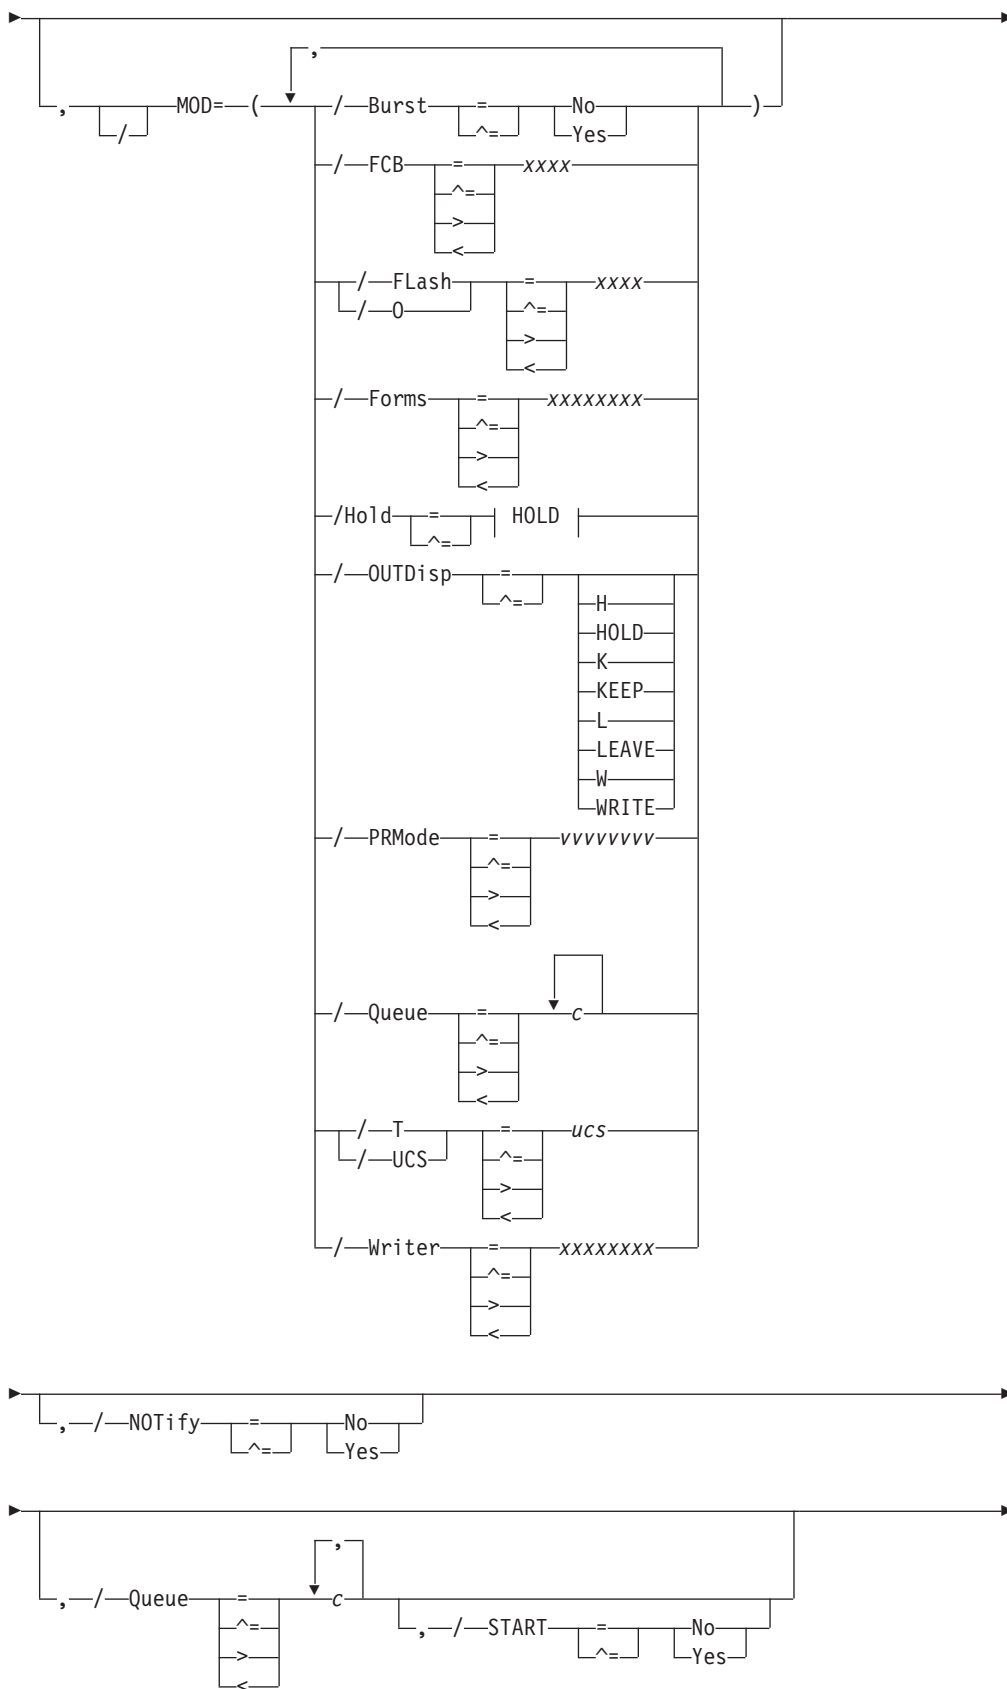 ,
, / MOD= ( / Burst = No )
^= Yes
/ FCB = xxxx
^=
>
<
/ FLash = xxxx
/ O ^=
>
<
/ Forms = xxxxxxxx
^=
>
<
/Hold = HOLD
^=
/ OUTDisp =
^= H
HOLD
K
KEEP
L
LEAVE
W
WRITE
/ PRMode = vvvvvvvv
^=
>
<
/ Queue = c
^=
>
<
/ T = ucs
/ UCS ^=
>
<
/ Writer = xxxxxxxx
^=
>
<
, / NOTify = No
^= Yes
,
, / Queue = c
^= , / START = No
> ^= Yes
<